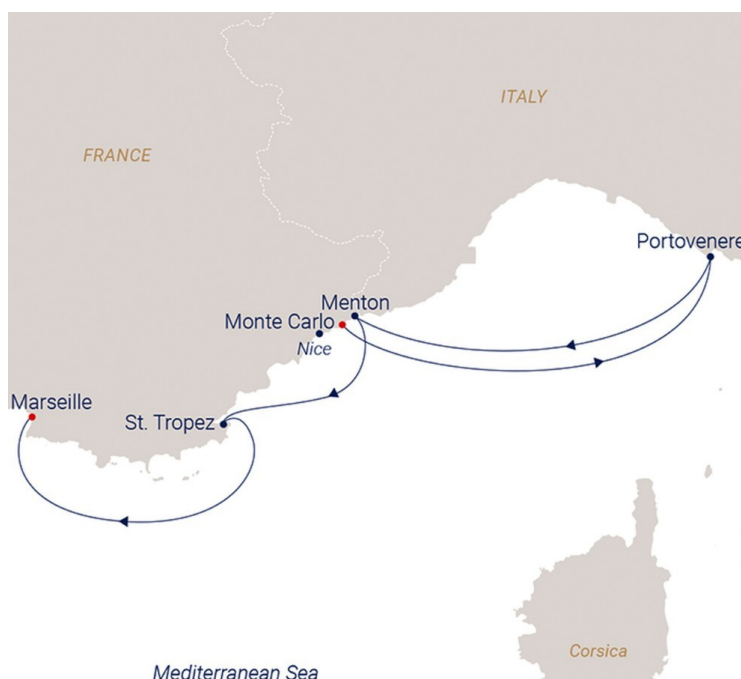 ITALY
FRANCE
Portovenere
Menton
Monte Carlo
Nice
Marseille
St. Tropez
Corsica
Mediterranean Sea